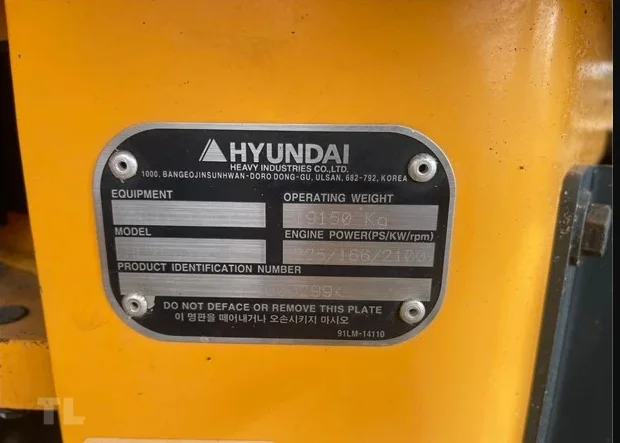 HYUNDAI
HEAVY INDUSTRIES CO.,LTD.
1000, BANGEOJINSUNHWAN-DORO DONG-GU, ULSAN, 682-792, KOREA
EQUIPMENT
OPERATING WEIGHT
19150 Kg
MODEL
ENGINE POWER(PS/KW/rpm)
225/166/2100
PRODUCT IDENTIFICATION NUMBER
DO NOT DEFACE OR REMOVE THIS PLATE
이 명판을 떼어내거나 오손시키지 마시오
91LM-14110
TL